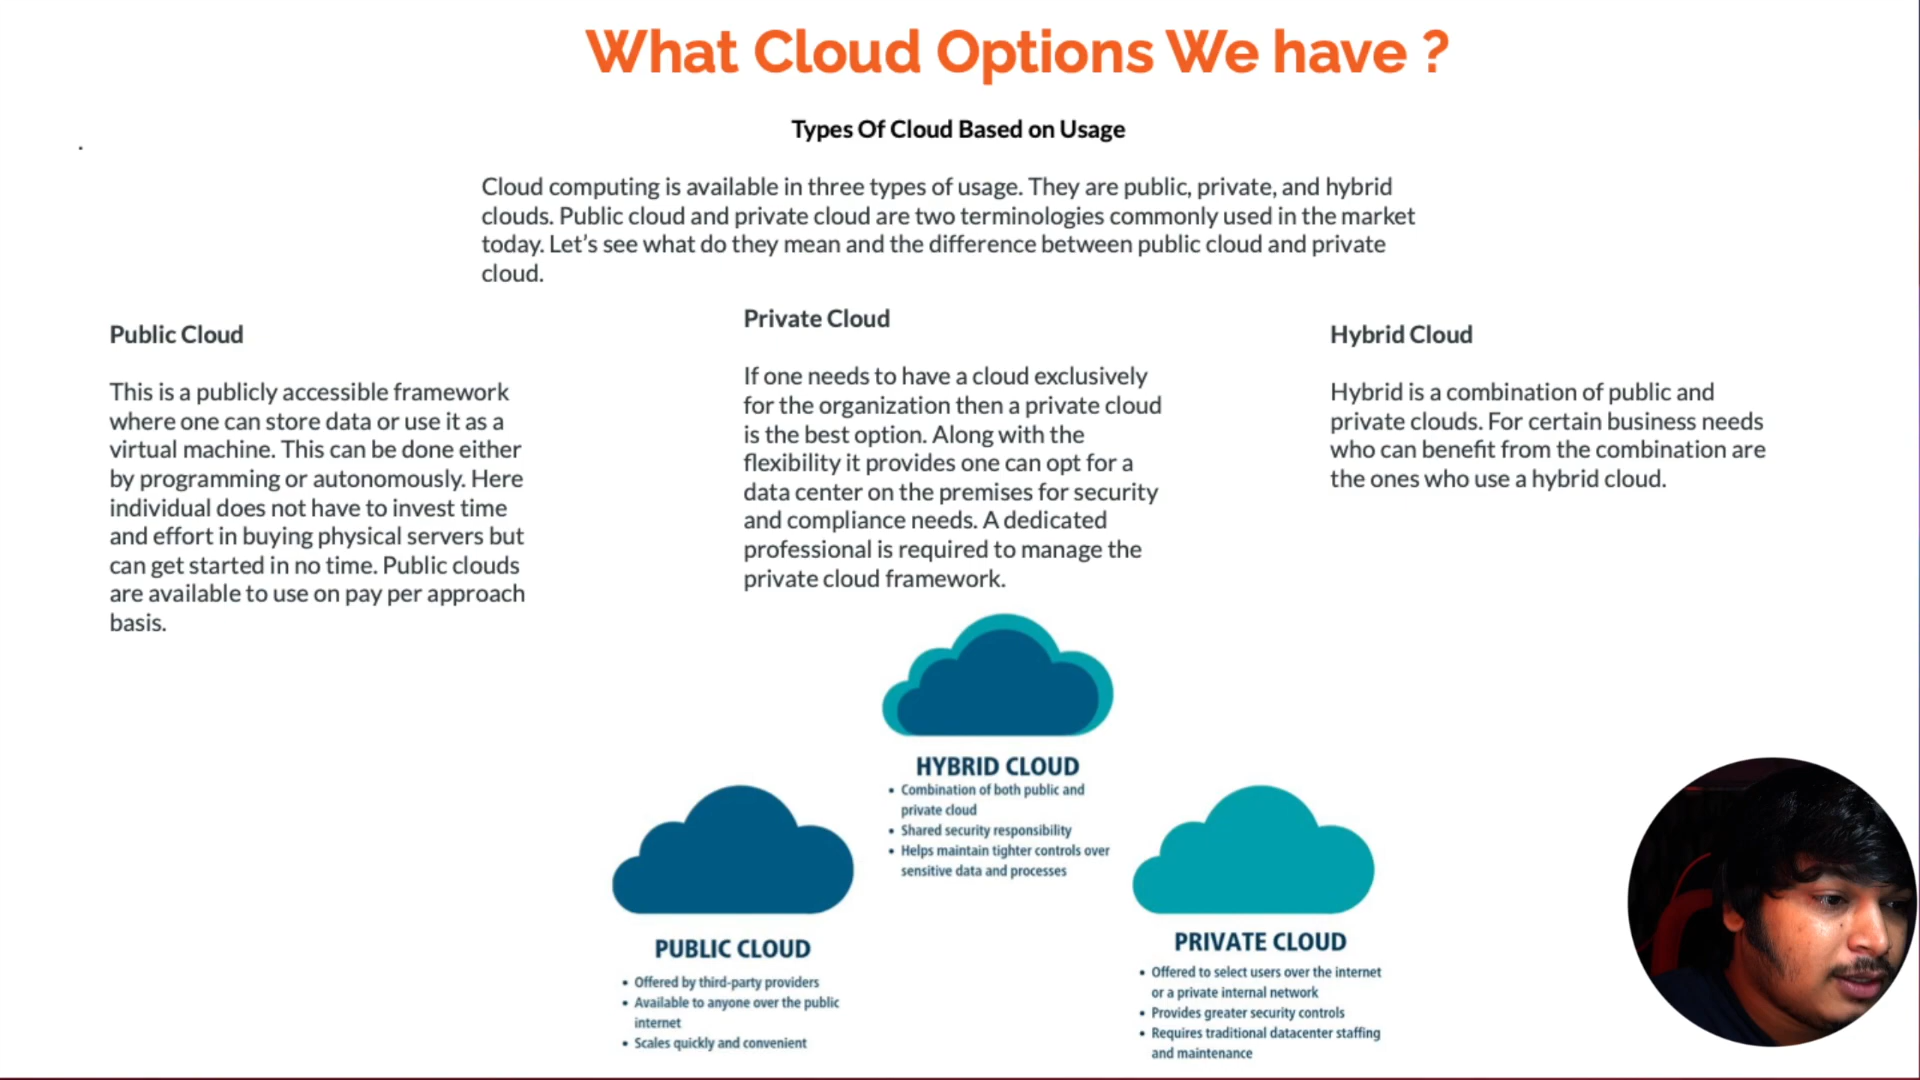 What Cloud Options We have ?
Types Of Cloud Based on Usage
.
Cloud computing is available in three types of usage. They are public, private, and hybrid
clouds. Public cloud and private cloud are two terminologies commonly used in the market
today. Let’s see what do they mean and the difference between public cloud and private
cloud.
Public Cloud
This is a publicly accessible framework
where one can store data or use it as a
virtual machine. This can be done either
by programming or autonomously. Here
individual does not have to invest time
and effort in buying physical servers but
can get started in no time. Public clouds
are available to use on pay per approach
basis.
Private Cloud
If one needs to have a cloud exclusively
for the organization then a private cloud
is the best option. Along with the
flexibility it provides one can opt for a
data center on the premises for security
and compliance needs. A dedicated
professional is required to manage the
private cloud framework.
Hybrid Cloud
Hybrid is a combination of public and
private clouds. For certain business needs
who can benefit from the combination are
the ones who use a hybrid cloud.
HYBRID CLOUD
• Combination of both public and
private cloud
• Shared security responsibility
• Helps maintain tighter controls over
sensitive data and processes
PUBLIC CLOUD
• Offered by third-party providers
• Available to anyone over the public
internet
• Scales quickly and convenient
PRIVATE CLOUD
• Offered to select users over the internet
or a private internal network
• Provides greater security controls
• Requires traditional datacenter staffing
and maintenance